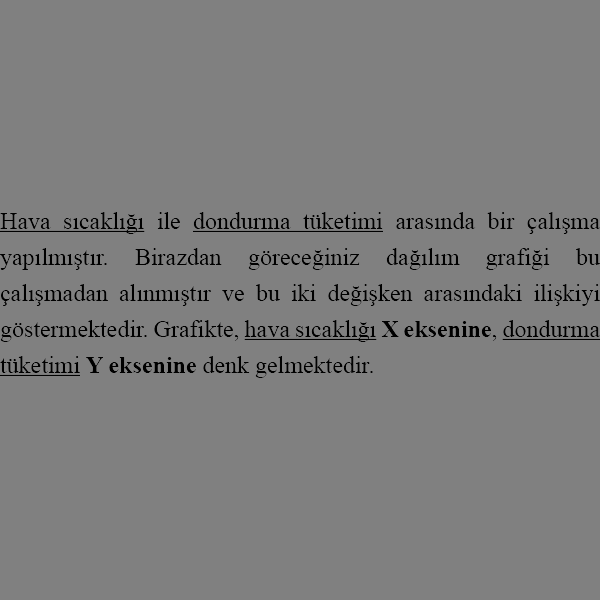 Hava sıcaklığı ile dondurma tüketimi arasında bir çalışma
yapılmıştır. Birazdan göreceğiniz dağılım grafiği bu
çalışmadan alınmıştır ve bu iki değişken arasındaki ilişkiyi
göstermektedir. Grafikte, hava sıcaklığı X eksenine, dondurma
tüketimi Y eksenine denk gelmektedir.